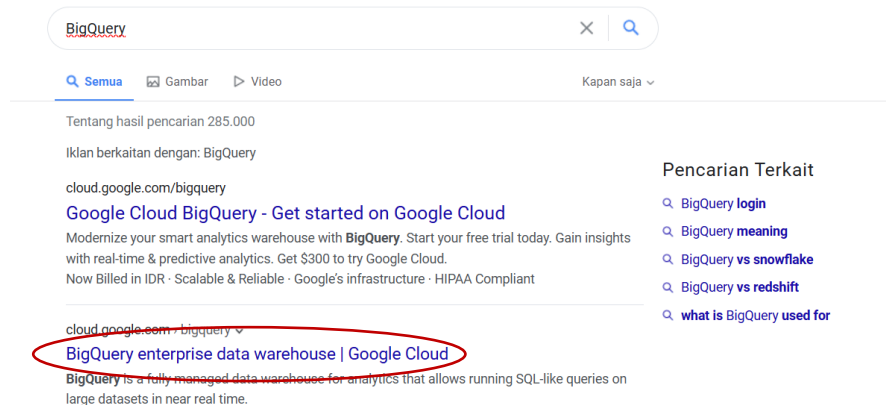 BigQuery
Semua Gambar Video Kapan saja
Tentang hasil pencarian 285.000
Iklan berkaitan dengan: BigQuery
cloud.google.com/bigquery
Google Cloud BigQuery - Get started on Google Cloud
Modernize your smart analytics warehouse with BigQuery. Start your free trial today. Gain insights
with real-time & predictive analytics. Get $300 to try Google Cloud.
Now Billed in IDR · Scalable & Reliable · Google's infrastructure · HIPAA Compliant
cloud.google.com › bigquery
BigQuery enterprise data warehouse | Google Cloud
BigQuery is a fully managed data warehouse for analytics that allows running SQL-like queries on
large datasets in near real time.
Pencarian Terkait
BigQuery login
BigQuery meaning
BigQuery vs snowflake
BigQuery vs redshift
what is BigQuery used for